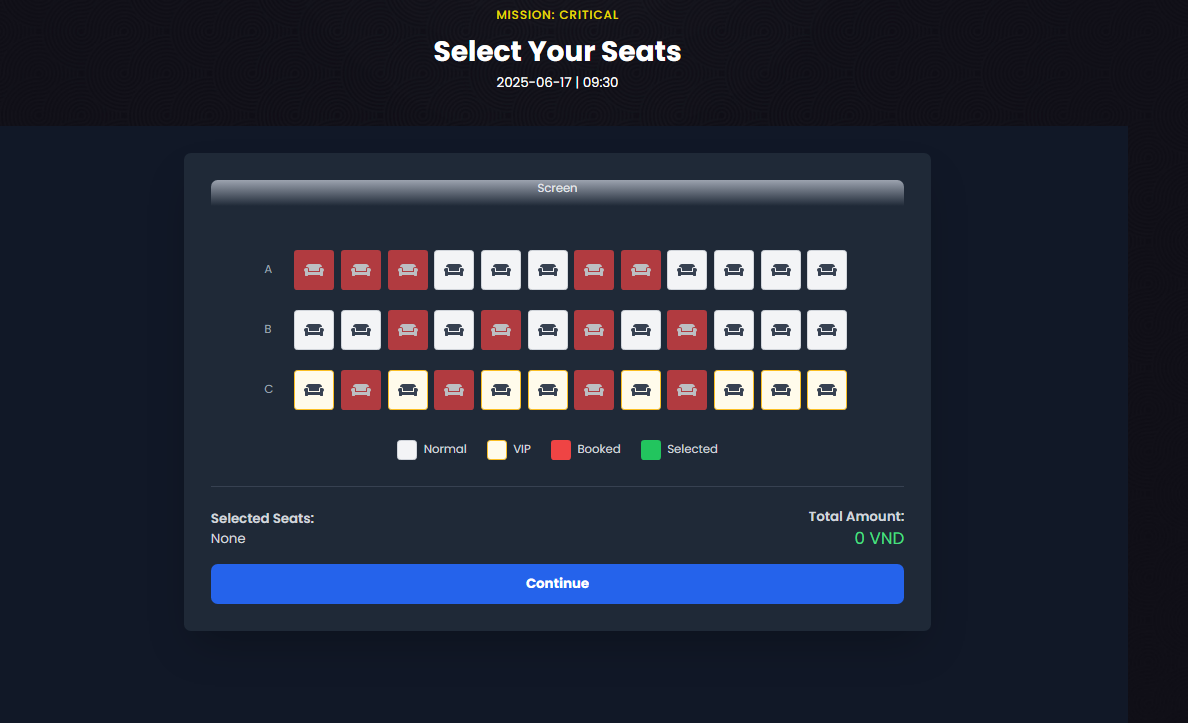 MISSION: CRITICAL
Select Your Seats
2025-06-17 | 09:30
Screen
A
B
C
Normal VIP Booked Selected
Selected Seats: Total Amount:
None 0 VND
Continue